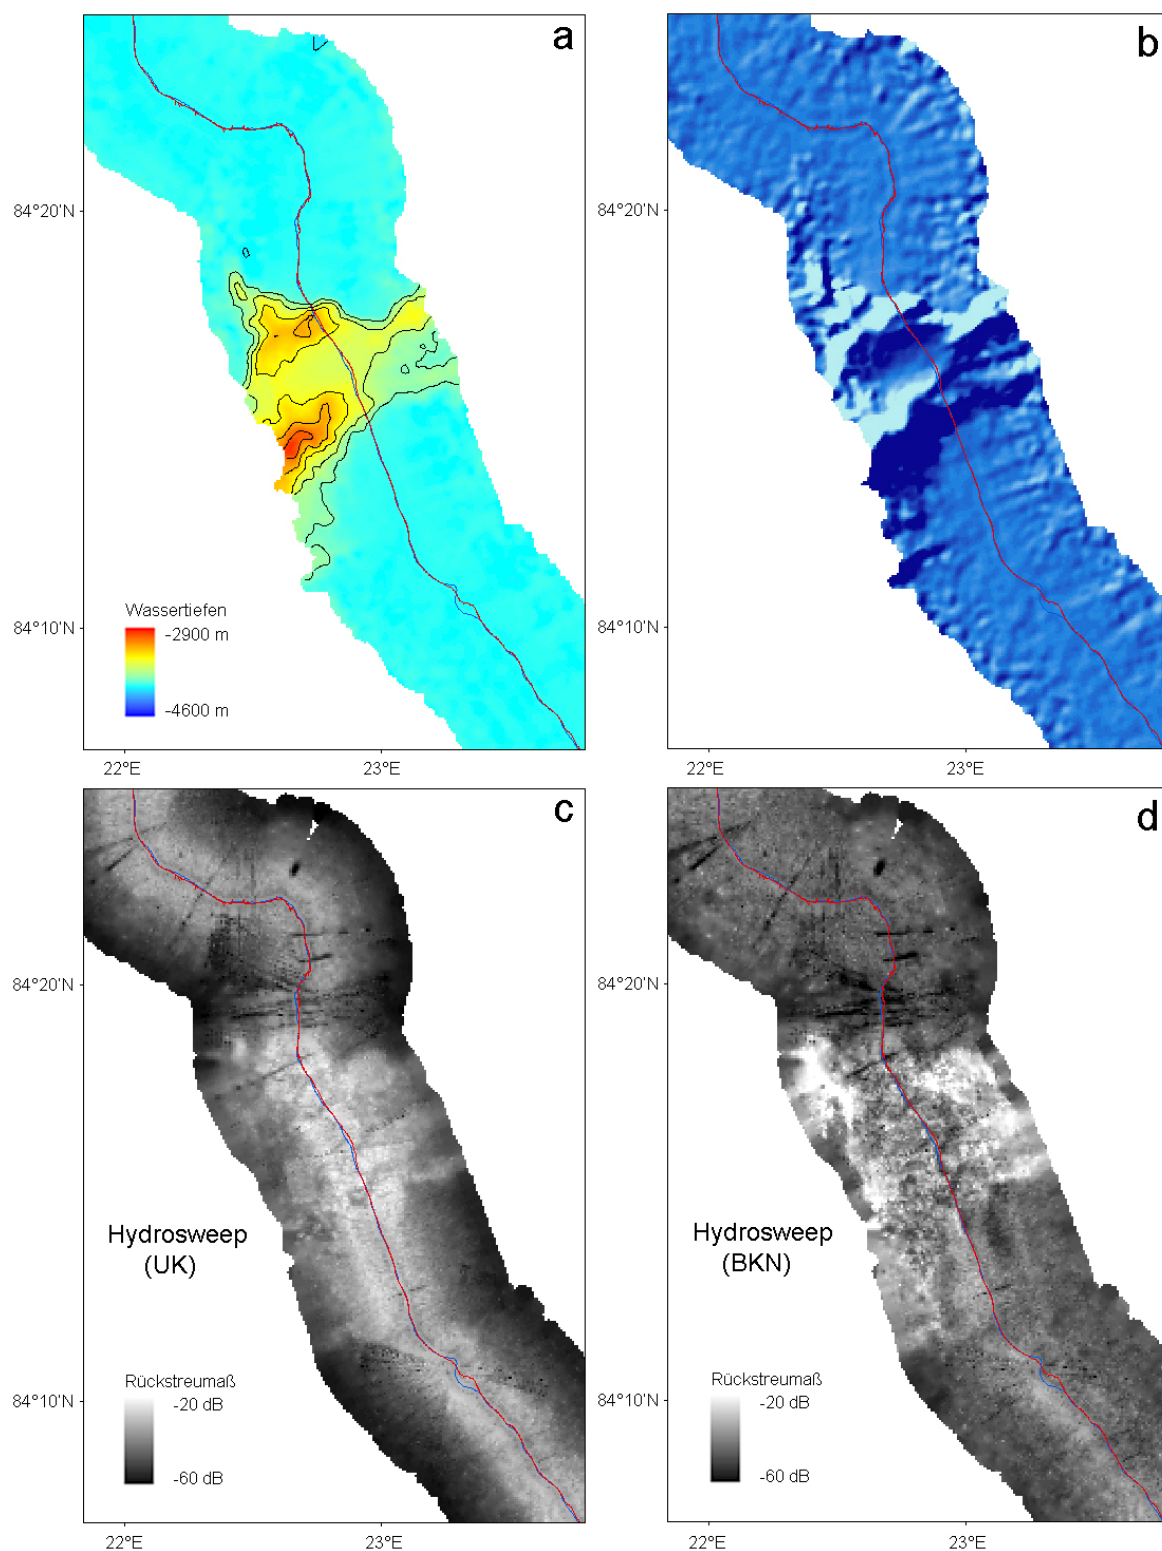 a
84°20'N
Wassertiefen
-2900 m
-4600 m
84°10'N
22°E
23°E
b
84°20'N
84°10'N
22°E
23°E
c
84°20'N
Hydrosweep
(UK)
Rückstreumaß
-20 dB
-60 dB
84°10'N
22°E
23°E
d
84°20'N
Hydrosweep
(BKN)
Rückstreumaß
-20 dB
-60 dB
84°10'N
22°E
23°E